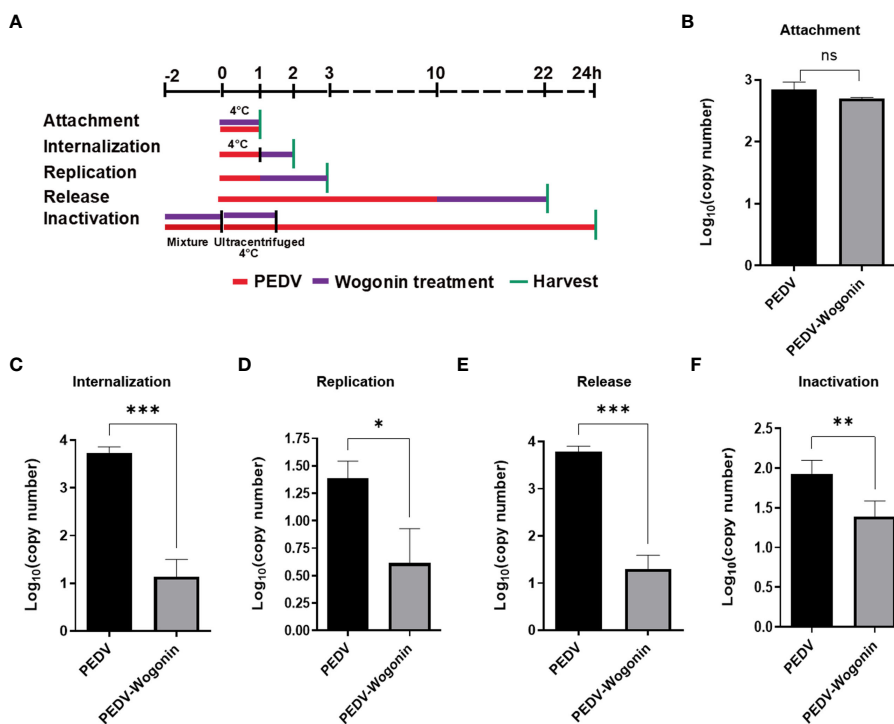 A
-2 0 1 2 3 10 22 24h
Attachment
4°C
Internalization
4°C
Replication
Release
Inactivation
Mixture Ultracentrifuged
4°C
PEDV Wogonin treatment Harvest
B
Attachment
ns
Log10(copy number)
3
2
1
0
PEDV
PEDV-Wogonin
C
Internalization
***
Log10(copy number)
4
3
2
1
0
PEDV
PEDV-Wogonin
D
Replication
*
Log10(copy number)
1.75
1.50
1.25
1.00
0.75
0.50
0.25
0.00
PEDV
PEDV-Wogonin
E
Release
***
Log10(copy number)
4
3
2
1
0
PEDV
PEDV-Wogonin
F
Inactivation
**
Log10(copy number)
2.5
2.0
1.5
1.0
0.5
0.0
PEDV
PEDV-Wogonin